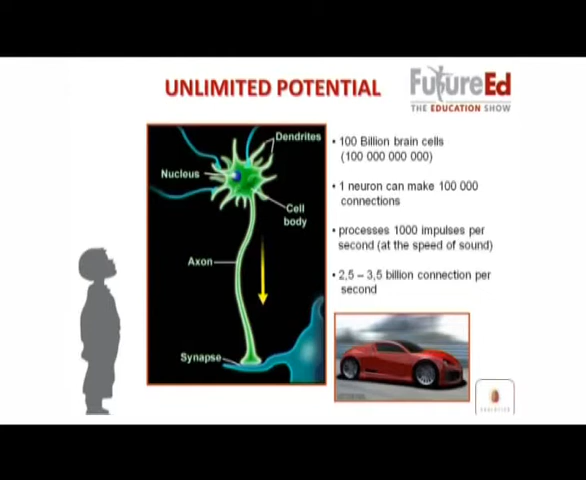 UNLIMITED POTENTIAL
FutureEd
THE EDUCATION SHOW
Dendrites
Nucleus
Cell
body
Axon
Synapse
• 100 Billion brain cells
(100 000 000 000)
• 1 neuron can make 100 000
connections
• processes 1000 impulses per
second (at the speed of sound)
• 2,5 – 3,5 billion connection per
second